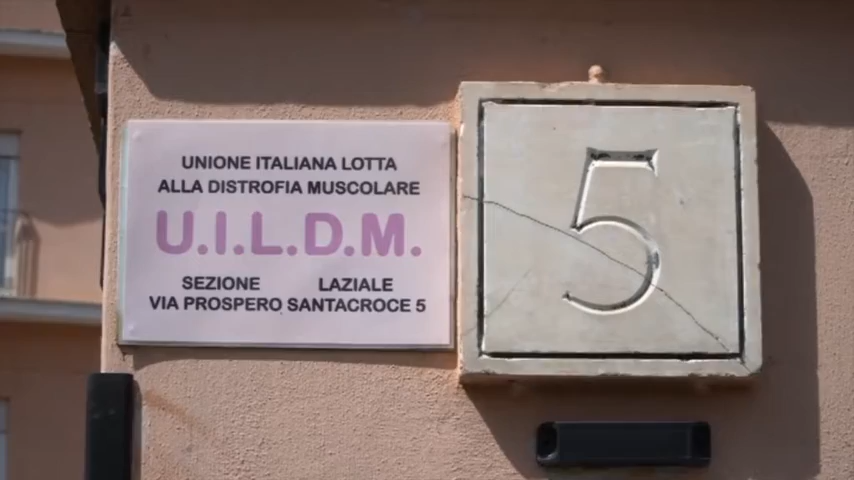 UNIONE ITALIANA LOTTA
ALLA DISTROFIA MUSCOLARE
U.I.L.D.M.
SEZIONE LAZIALE
VIA PROSPERO SANTACROCE 5
5